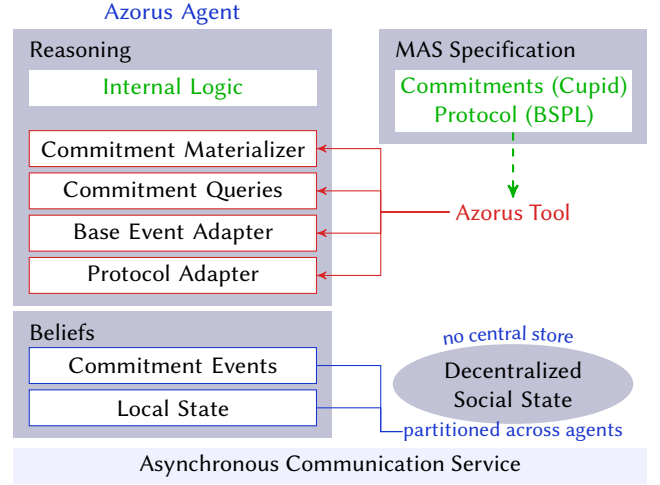 Azorus Agent
Reasoning
Internal Logic
Commitment Materializer
Commitment Queries
Base Event Adapter
Protocol Adapter
MAS Specification
Commitments (Cupid)
Protocol (BSPL)
Azorus Tool
Beliefs
Commitment Events
Local State
no central store
Decentralized
Social State
partitioned across agents
Asynchronous Communication Service